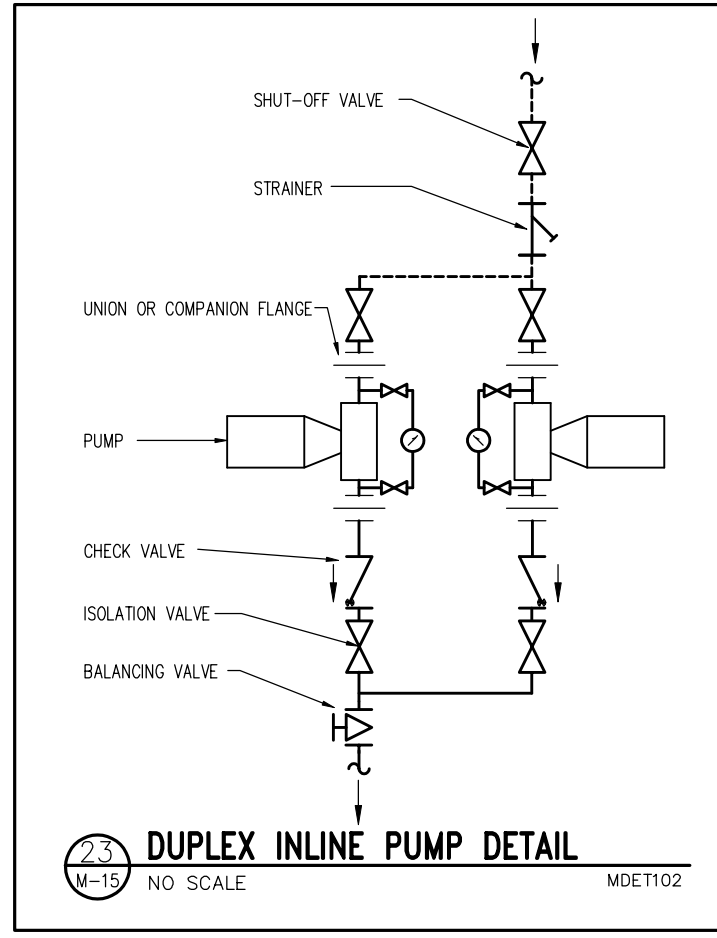 SHUT-OFF VALVE
STRAINER
UNION OR COMPANION FLANGE
PUMP
CHECK VALVE
ISOLATION VALVE
BALANCING VALVE
23
M-15
DUPLEX INLINE PUMP DETAIL
NO SCALE
MDET102